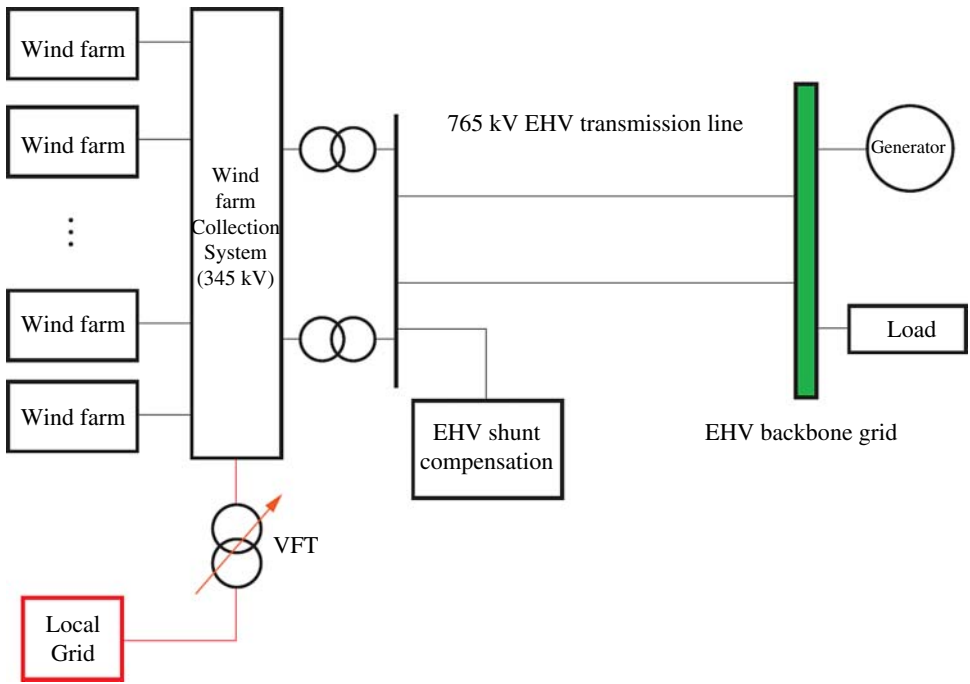 Wind farm
Wind farm
Wind farm
Wind farm
Wind
farm
Collection
System
(345 kV)
765 kV EHV transmission line
Generator
Load
EHV shunt
compensation
EHV backbone grid
VFT
Local
Grid